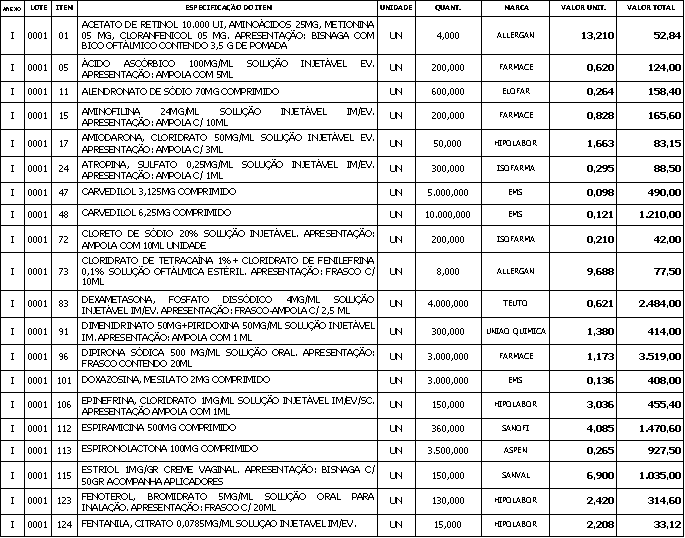 ANEXO LOTE ITEM ESPECIFICAÇÃO DO ITEM UNIDADE QUANT. MARCA VALOR UNIT. VALOR TOTAL
I 0001 01 ACETATO DE RETINOL 10.000 UI, AMINOÁCIDOS 25MG, METIONINA
05 MG, CLORANFENICOL 05 MG. APRESENTAÇÃO: BISNAGA COM
BICO OFTÁLMICO CONTENDO 3,5 G DE POMADA UN 4,000 ALLERGAN 13,210 52,84
I 0001 05 ÁCIDO ASCÓRBICO 100MG/ML SOLUÇÃO INJETÁVEL EV.
APRESENTAÇÃO: AMPOLA COM 5ML UN 200,000 FARMACE 0,620 124,00
I 0001 11 ALENDRONATO DE SÓDIO 70MG COMPRIMIDO UN 600,000 ELOFAR 0,264 158,40
I 0001 14 AMINOFILINA 24MG/ML SOLUÇÃO INJETÁVEL IM/EV.
APRESENTAÇÃO: AMPOLA C/ 10ML UN 200,000 FARMACE 0,828 165,60
I 0001 17 AMIODARONA, CLORIDRATO 50MG/ML SOLUÇÃO INJETÁVEL EV.
APRESENTAÇÃO: AMPOLA C/ 3ML UN 50,000 HIPOLABOR 1,663 83,15
I 0001 24 ATROPINA, SULFATO 0,25MG/ML SOLUÇÃO INJETÁVEL IM/EV.
APRESENTAÇÃO: AMPOLA C/ 1ML UN 300,000 ISOFARMA 0,295 88,50
I 0001 47 CARVEDILOL 3,125MG COMPRIMIDO UN 5.000,000 EMS 0,098 490,00
I 0001 48 CARVEDILOL 6,25MG COMPRIMIDO UN 10.000,000 EMS 0,121 1.210,00
I 0001 72 CLORETO DE SÓDIO 20% SOLUÇÃO INJETÁVEL. APRESENTAÇÃO:
AMPOLA COM 10ML UNIDADE UN 200,000 ISOFARMA 0,210 42,00
I 0001 73 CLORIDRATO DE TETRACAÍNA 1%+ CLORIDRATO DE FENILEFRINA
0,1% SOLUÇÃO OFTÁLMICA ESTÉRIL. APRESENTAÇÃO: FRASCO C/
10ML UN 8,000 ALLERGAN 9,688 77,50
I 0001 83 DEXAMETASONA, FOSFATO DISSÓDICO 4MG/ML SOLUÇÃO
INJETÁVEL IM/EV. APRESENTAÇÃO: FRASCO-AMPOLA C/ 2,5 ML UN 4.000,000 TEUTO 0,621 2.484,00
I 0001 91 DIMENIDRINATO 50MG+PIRIDOXINA 50MG/ML SOLUÇÃO INJETÁVEL
IM. APRESENTAÇÃO: AMPOLA COM 1 ML UN 300,000 UNIAO QUIMICA 1,380 414,00
I 0001 96 DIPIRONA SÓDICA 500 MG/ML SOLUÇÃO ORAL. APRESENTAÇÃO:
FRASCO CONTENDO 20ML UN 3.000,000 FARMACE 1,173 3.519,00
I 0001 101 DOXAZOSINA, MESILATO 2MG COMPRIMIDO UN 3.000,000 EMS 0,136 408,00
I 0001 106 EPINEFRINA, CLORIDRATO 1MG/ML SOLUÇÃO INJETÁVEL IM/EV/SC.
APRESENTAÇÃO AMPOLA COM 1ML UN 150,000 HIPOLABOR 3,036 455,40
I 0001 112 ESPIRAMICINA 500MG COMPRIMIDO UN 360,000 SANOFI 4,085 1.470,60
I 0001 113 ESPIRONOLACTONA 100MG COMPRIMIDO UN 3.500,000 ASPEN 0,265 927,50
I 0001 115 ESTRIOL 1MG/GR CREME VAGINAL. APRESENTAÇÃO: BISNAGA C/
50GR ACOMPANHA APLICADORES UN 150,000 SANVAL 6,900 1.035,00
I 0001 123 FENOTEROL, BROMIDRATO 5MG/ML SOLUÇÃO ORAL PARA
INALAÇÃO. APRESENTAÇÃO: FRASCO C/ 20ML UN 130,000 HIPOLABOR 2,420 314,60
I 0001 124 FENTANILA, CITRATO 0,0785MG/ML SOLUÇAO INJETAVEL IM/EV. UN 15,000 HIPOLABOR 2,208 33,12